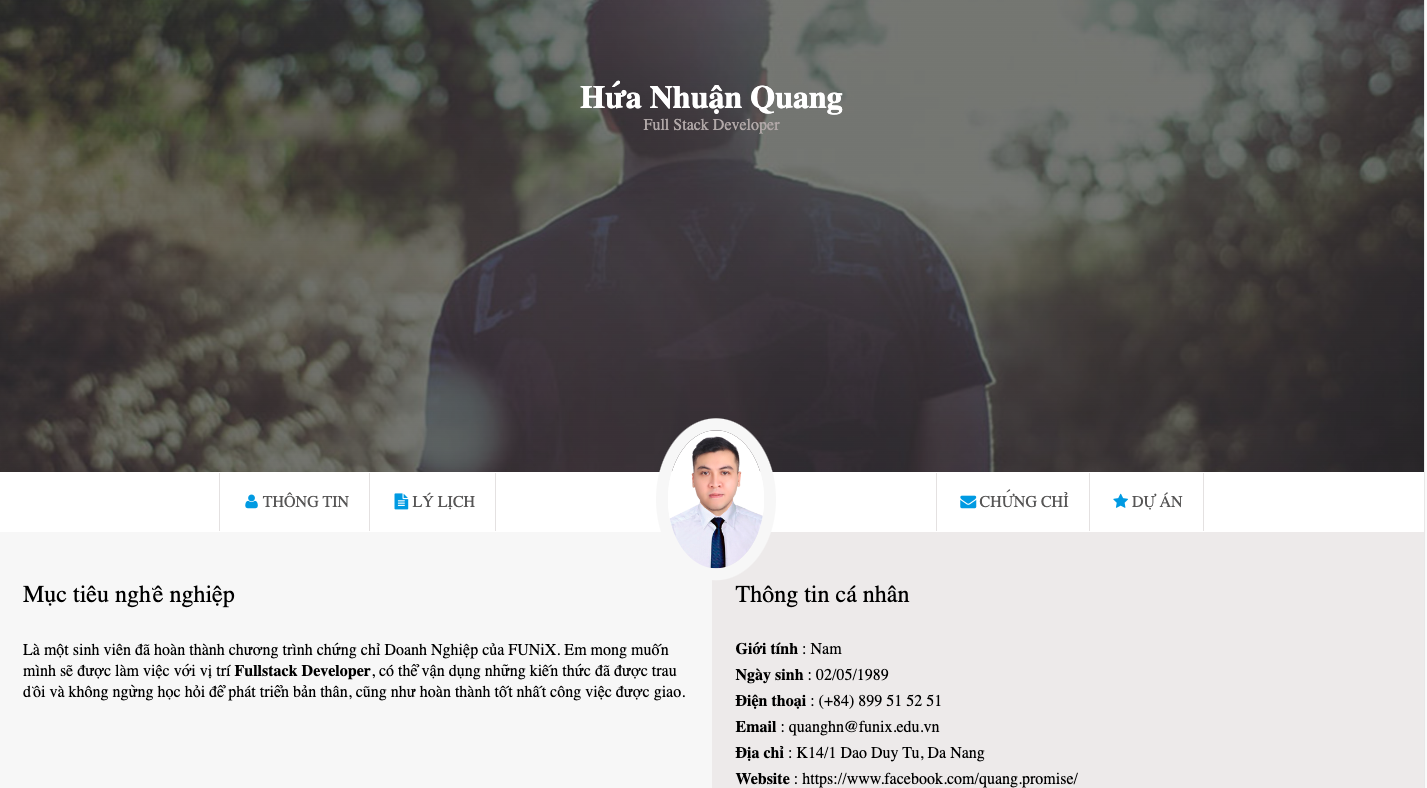 Hứa Nhuận Quang
Full Stack Developer
LIVE
THÔNG TIN
LÝ LỊCH
CHỨNG CHỈ
DỰ ÁN
Mục tiêu nghề nghiệp
Là một sinh viên đã hoàn thành chương trình chứng chỉ Doanh Nghiệp của FUNiX. Em mong muốn
mình sẽ được làm việc với vị trí Fullstack Developer, có thể vận dụng những kiến thức đã được trau
dồi và không ngừng học hỏi để phát triển bản thân, cũng như hoàn thành tốt nhất công việc được giao.
Thông tin cá nhân
Giới tính : Nam
Ngày sinh : 02/05/1989
Điện thoại : (+84) 899 51 52 51
Email : quanghn@funix.edu.vn
Địa chỉ : K14/1 Dao Duy Tu, Da Nang
Website : https://www.facebook.com/quang.promise/